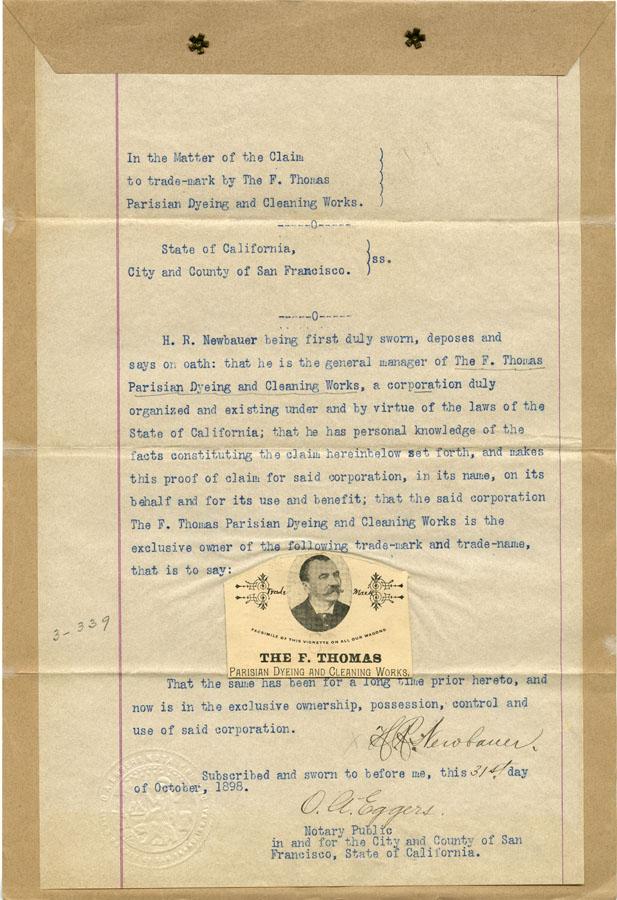 In the Matter of the Claim
to trade-mark by The F. Thomas
Parisian Dyeing and Cleaning Works.
-----O-----
State of California,
City and County of San Francisco. ss.
-----O-----
H. R. Newbauer being first duly sworn, deposes and
says on oath: that he is the general manager of The F. Thomas
Parisian Dyeing and Cleaning Works, a corporation duly
organized and existing under and by virtue of the laws of the
State of California; that he has personal knowledge of the
facts constituting the claim hereinbelow set forth, and makes
this proof of claim for said corporation, in its name, on its
behalf and for its use and benefit; that the said corporation
The F. Thomas Parisian Dyeing and Cleaning Works is the
exclusive owner of the following trade-mark and trade-name,
that is to say:
Trade Mark
FACSIMILE OF THIS VIGNETTE ON ALL OUR WAGONS
THE F. THOMAS
PARISIAN DYEING AND CLEANING WORKS,
3-339
That the same has been for a long time prior hereto, and
now is in the exclusive ownership, possession, control and
use of said corporation.
H. R. Newbauer.
Subscribed and sworn to before me, this 31st. day
of October, 1898.
O. A. Eggers.
Notary Public
in and for the City and County of San
Francisco, State of California.